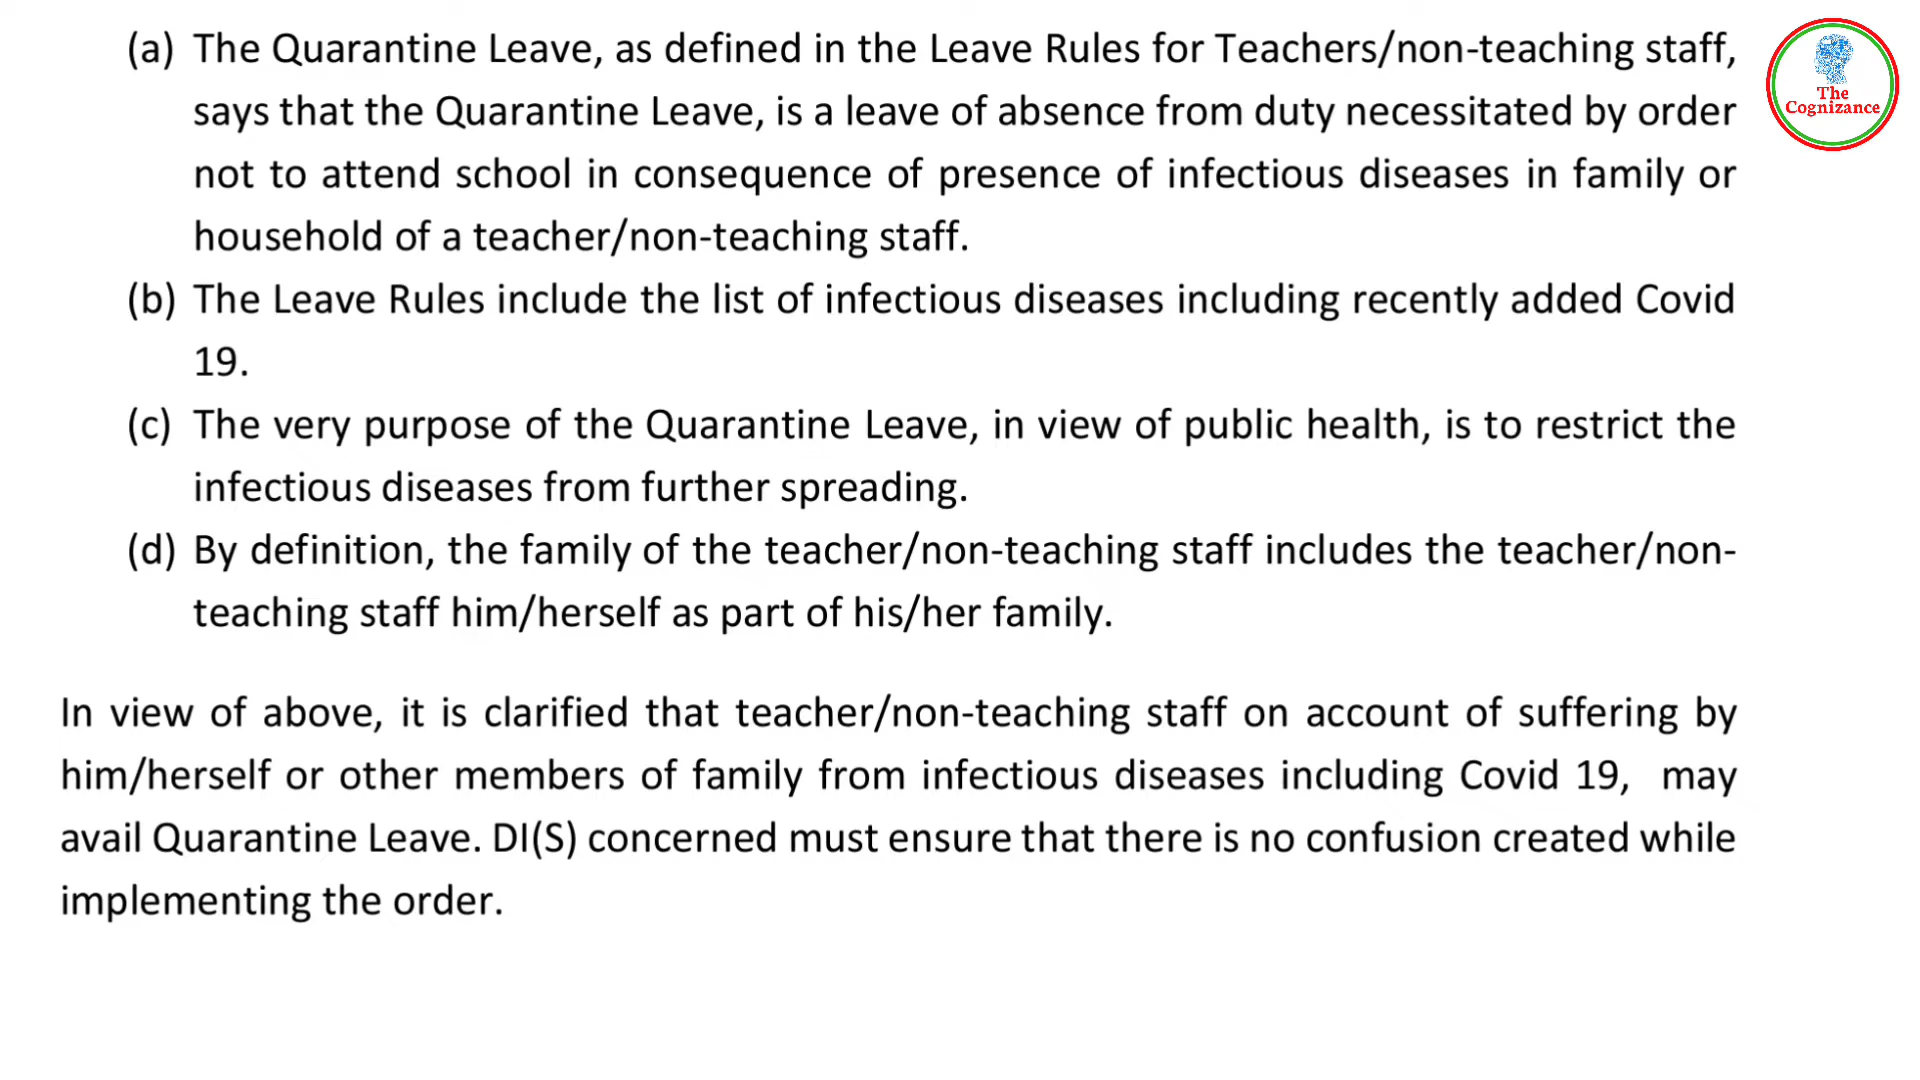 (a) The Quarantine Leave, as defined in the Leave Rules for Teachers/non-teaching staff,
says that the Quarantine Leave, is a leave of absence from duty necessitated by order
not to attend school in consequence of presence of infectious diseases in family or
household of a teacher/non-teaching staff.
(b) The Leave Rules include the list of infectious diseases including recently added Covid
19.
(c) The very purpose of the Quarantine Leave, in view of public health, is to restrict the
infectious diseases from further spreading.
(d) By definition, the family of the teacher/non-teaching staff includes the teacher/non-
teaching staff him/herself as part of his/her family.
In view of above, it is clarified that teacher/non-teaching staff on account of suffering by
him/herself or other members of family from infectious diseases including Covid 19, may
avail Quarantine Leave. DI(S) concerned must ensure that there is no confusion created while
implementing the order.
The
Cognizance